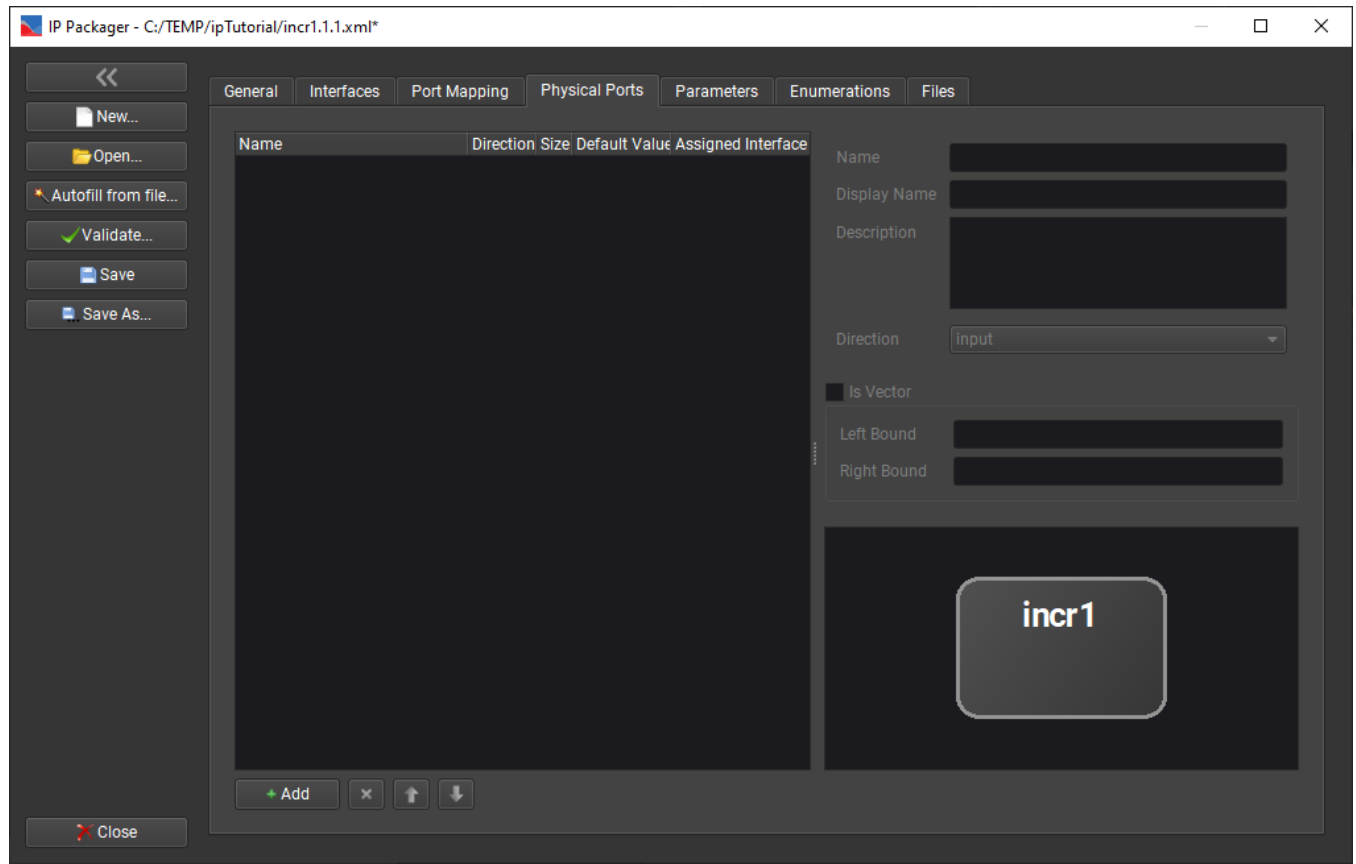 IP Packager - C:/TEMP/ipTutorial/incr1.1.1.xml*
New...
Open...
Autofill from file...
Validate...
Save
Save As...
Close
General Interfaces Port Mapping Physical Ports Parameters Enumerations Files
Name Direction Size Default Value Assigned Interface
+ Add
Name
Display Name
Description
Direction input
Is Vector
Left Bound
Right Bound
incr1